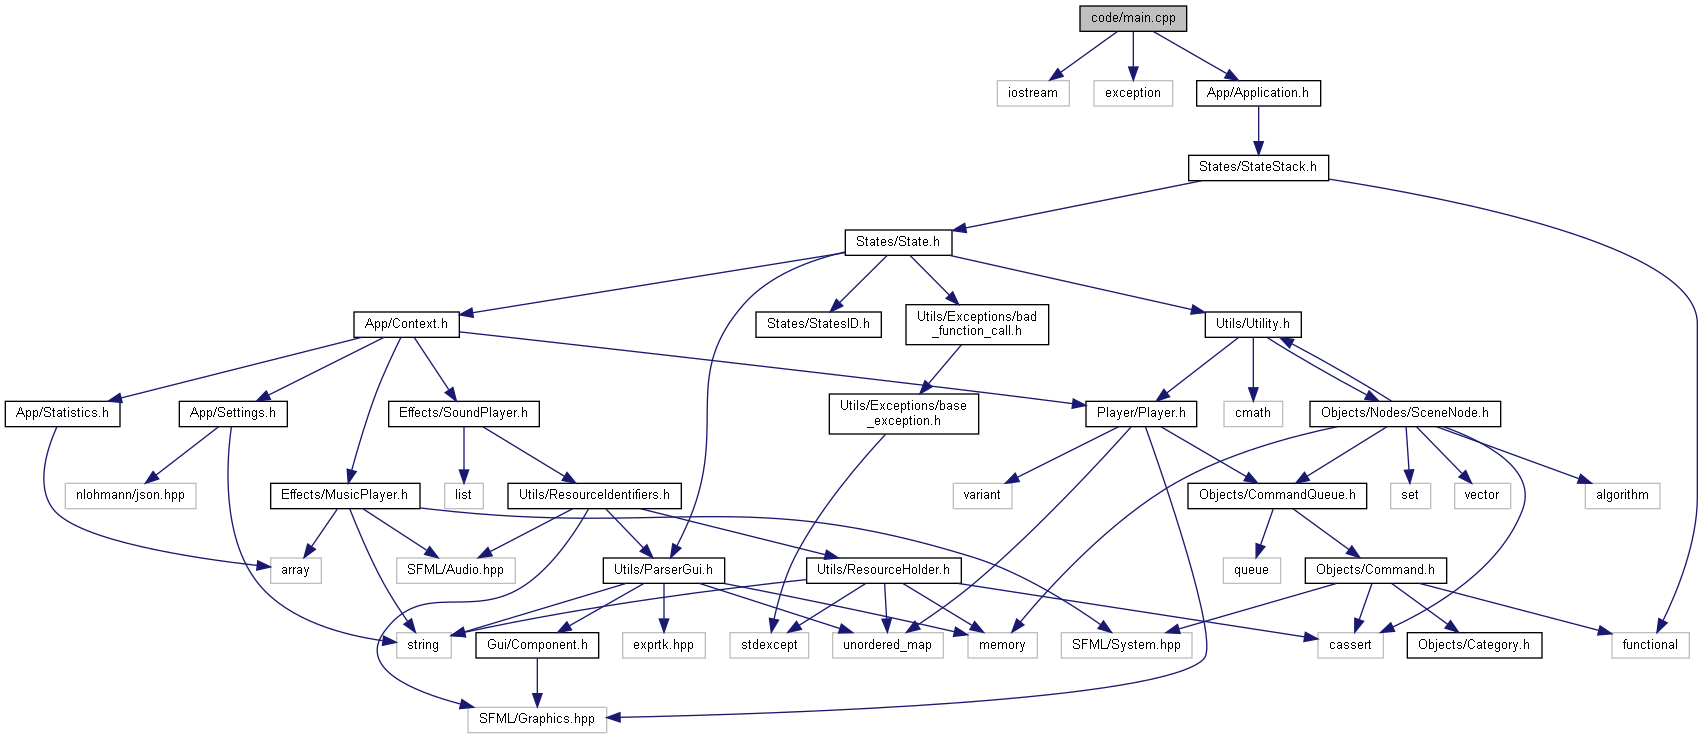 code/main.cpp
iostream
exception
App/Application.h
States/StateStack.h
States/State.h
App/Context.h
States/StatesID.h
Utils/Exceptions/bad
_function_call.h
Utils/Utility.h
App/Statistics.h
App/Settings.h
Effects/SoundPlayer.h
Utils/Exceptions/base
_exception.h
Player/Player.h
cmath
Objects/Nodes/SceneNode.h
nlohmann/json.hpp
Effects/MusicPlayer.h
list
Utils/ResourceIdentifiers.h
variant
Objects/CommandQueue.h
set
vector
algorithm
array
SFML/Audio.hpp
Utils/ParserGui.h
Utils/ResourceHolder.h
queue
Objects/Command.h
string
Gui/Component.h
exprtk.hpp
stdexcept
unordered_map
memory
SFML/System.hpp
cassert
Objects/Category.h
functional
SFML/Graphics.hpp